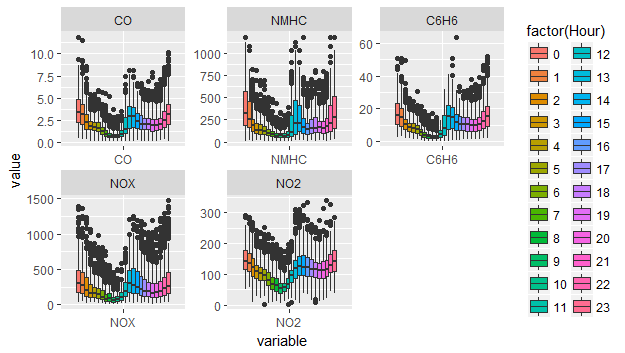 CO
NMHC
C6H6
factor(Hour)
value
10.0
7.5
5.0
2.5
0.0
1000
750
500
250
0
60
40
20
0
CO
NMHC
C6H6
NOX
NO2
1500
1000
500
0
300
200
100
0
NOX
NO2
variable
0 12
1 13
2 14
3 15
4 16
5 17
6 18
7 19
8 20
9 21
10 22
11 23